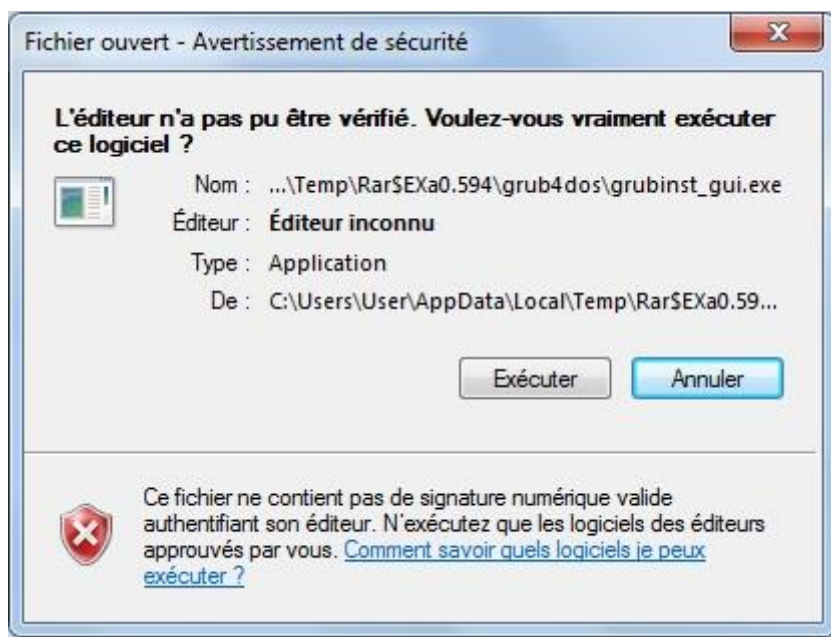 Fichier ouvert - Avertissement de sécurité
L'éditeur n'a pas pu être vérifié. Voulez-vous vraiment exécuter
ce logiciel ?
Nom : ...\Temp\Rar$EXa0.594\grub4dos\grubinst_gui.exe
Éditeur : Éditeur inconnu
Type : Application
De : C:\Users\User\AppData\Local\Temp\Rar$EXa0.59...
Exécuter Annuler
Ce fichier ne contient pas de signature numérique valide
authentifiant son éditeur. N'exécutez que les logiciels des éditeurs
approuvés par vous. Comment savoir quels logiciels je peux
exécuter ?